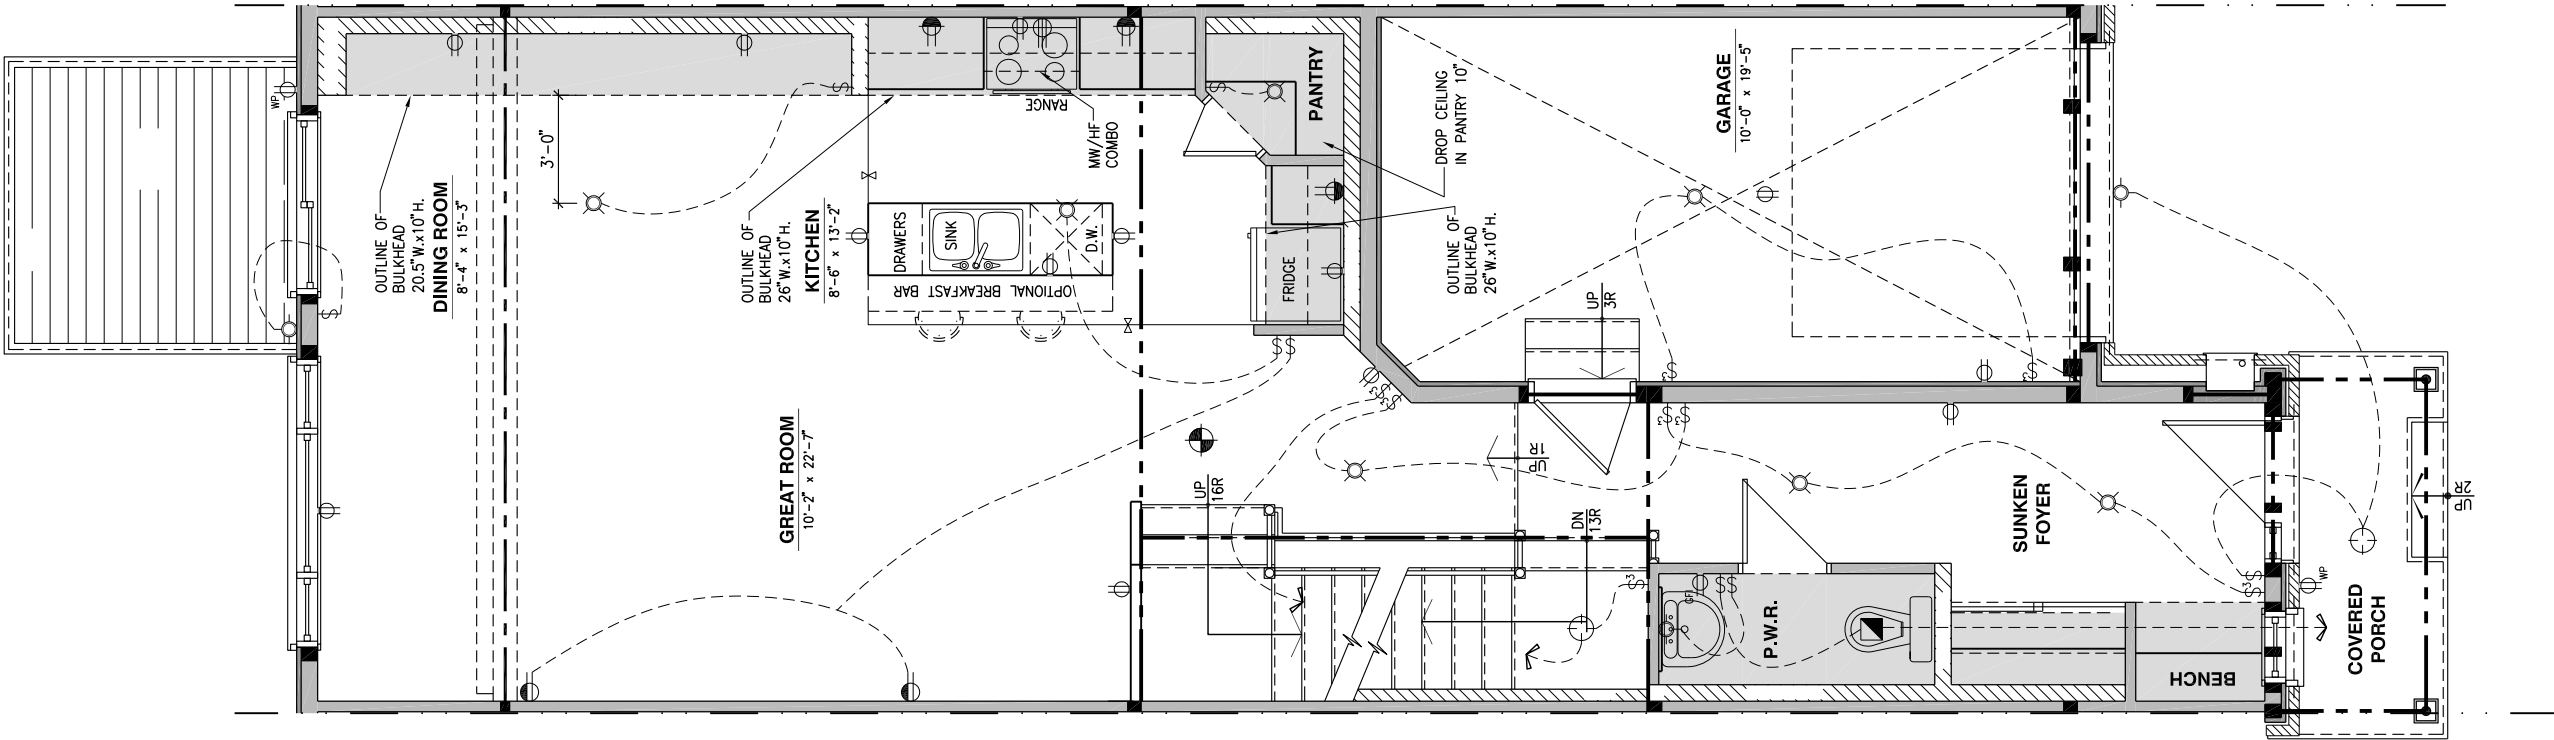 WP
OUTLINE OF
BULKHEAD
20.5"W.x10"H.
DINING ROOM
8'-4" x 15'-3"
3'-0"
OUTLINE OF
BULKHEAD
26"W.x10"H.
KITCHEN
8'-6" x 13'-2"
RANGE
MW/HF
COMBO
PANTRY
DROP CEILING
IN PANTRY 10"
GARAGE
10'-0" x 19'-5"
DRAWERS
SINK
D.W.
OPTIONAL BREAKFAST BAR
FRIDGE
OUTLINE OF
BULKHEAD
26"W.x10"H.
UP
3R
GREAT ROOM
10'-2" x 22'-7"
UP
16R
UP
1R
DN
13R
SUNKEN
FOYER
UP
2R
GFI
P.W.R.
BENCH
WP
COVERED
PORCH